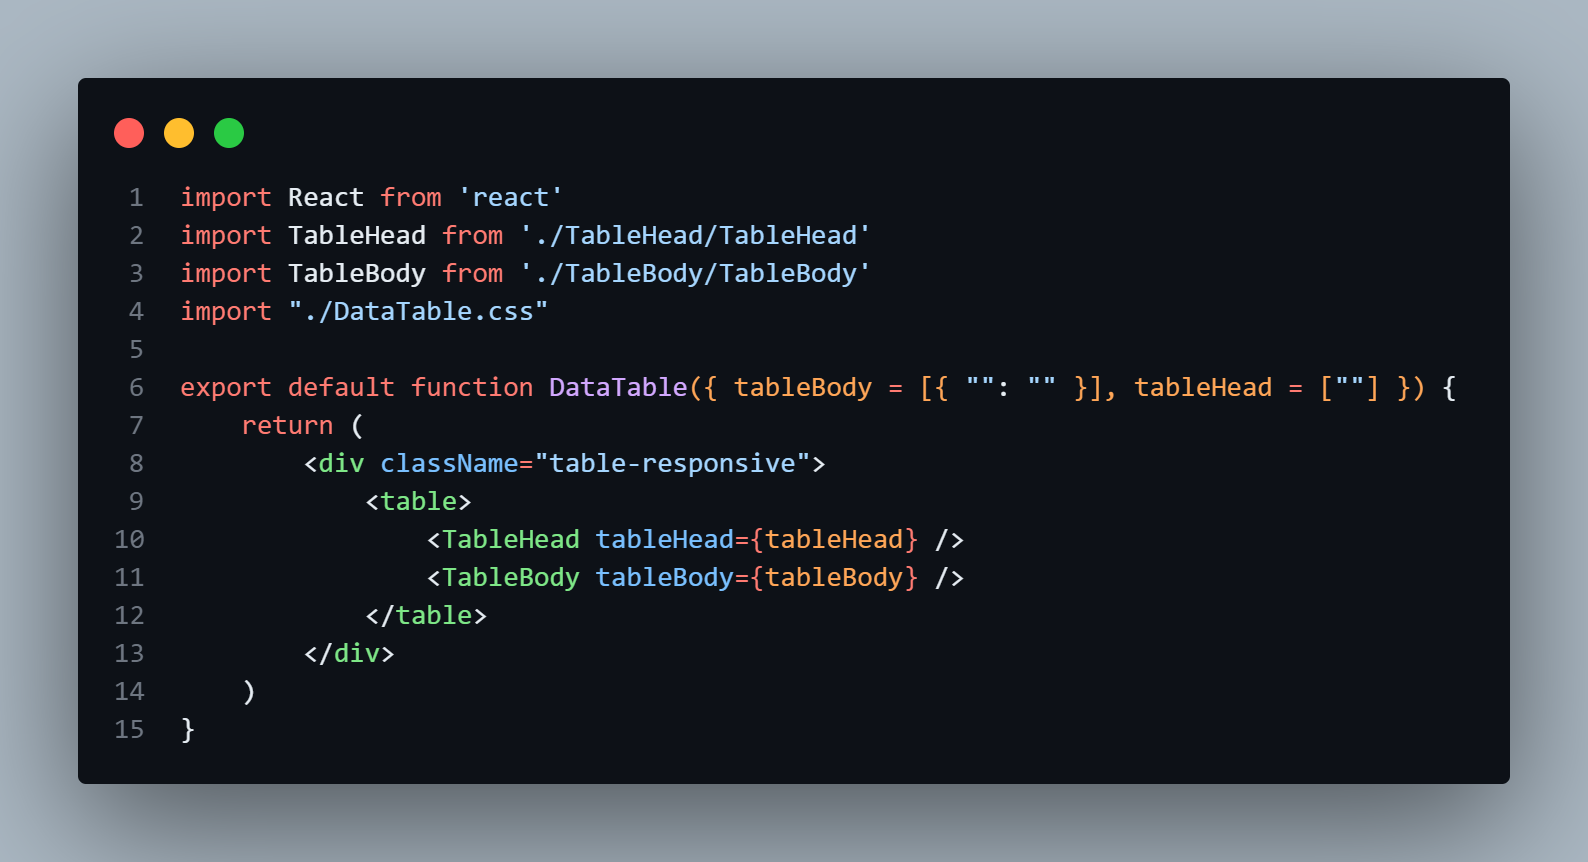 1 import React from 'react'
2 import TableHead from './TableHead/TableHead'
3 import TableBody from './TableBody/TableBody'
4 import "./DataTable.css"
5
6 export default function DataTable({ tableBody = [{ "": "" }], tableHead = [""] }) {
7     return (
8         <div className="table-responsive">
9             <table>
10                 <TableHead tableHead={tableHead} />
11                 <TableBody tableBody={tableBody} />
12             </table>
13         </div>
14     )
15 }